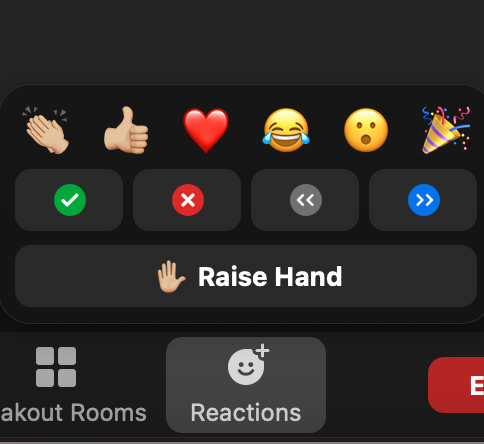 Raise Hand
akout Rooms
Reactions
E